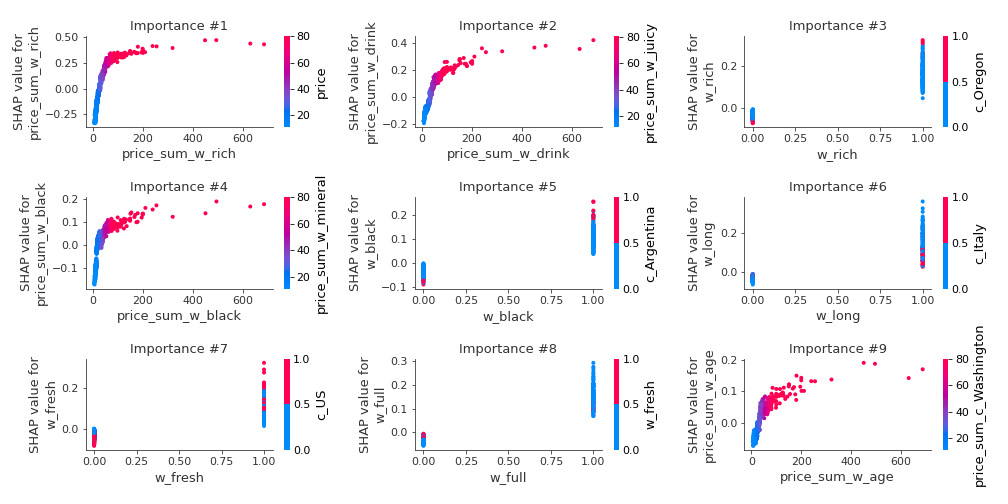 Importance #1
SHAP value for
price_sum_w_rich
0.50
0.25
0.00
−0.25
0
200
400
600
price_sum_w_rich
80
60
40
20
price
Importance #2
SHAP value for
price_sum_w_drink
0.4
0.2
0.0
−0.2
0
200
400
600
price_sum_w_drink
80
60
40
20
price_sum_w_juicy
Importance #3
SHAP value for
w_rich
0.2
0.0
0.00
0.25
0.50
0.75
1.00
w_rich
1.0
0.5
0.0
c_Oregon
Importance #4
SHAP value for
price_sum_w_black
0.2
0.1
0.0
−0.1
0
200
400
600
price_sum_w_black
80
60
40
20
price_sum_w_mineral
Importance #5
SHAP value for
w_black
0.2
0.1
0.0
−0.1
0.00
0.25
0.50
0.75
1.00
w_black
1.0
0.5
0.0
c_Argentina
Importance #6
SHAP value for
w_long
0.2
0.0
0.00
0.25
0.50
0.75
1.00
w_long
1.0
0.5
0.0
c_Italy
Importance #7
SHAP value for
w_fresh
0.2
0.0
0.00
0.25
0.50
0.75
1.00
w_fresh
1.0
0.5
0.0
c_US
Importance #8
SHAP value for
w_full
0.3
0.2
0.1
0.0
0.00
0.25
0.50
0.75
1.00
w_full
1.0
0.5
0.0
w_fresh
Importance #9
SHAP value for
price_sum_w_age
0.2
0.1
0.0
0
200
400
600
price_sum_w_age
80
60
40
20
price_sum_c_Washington